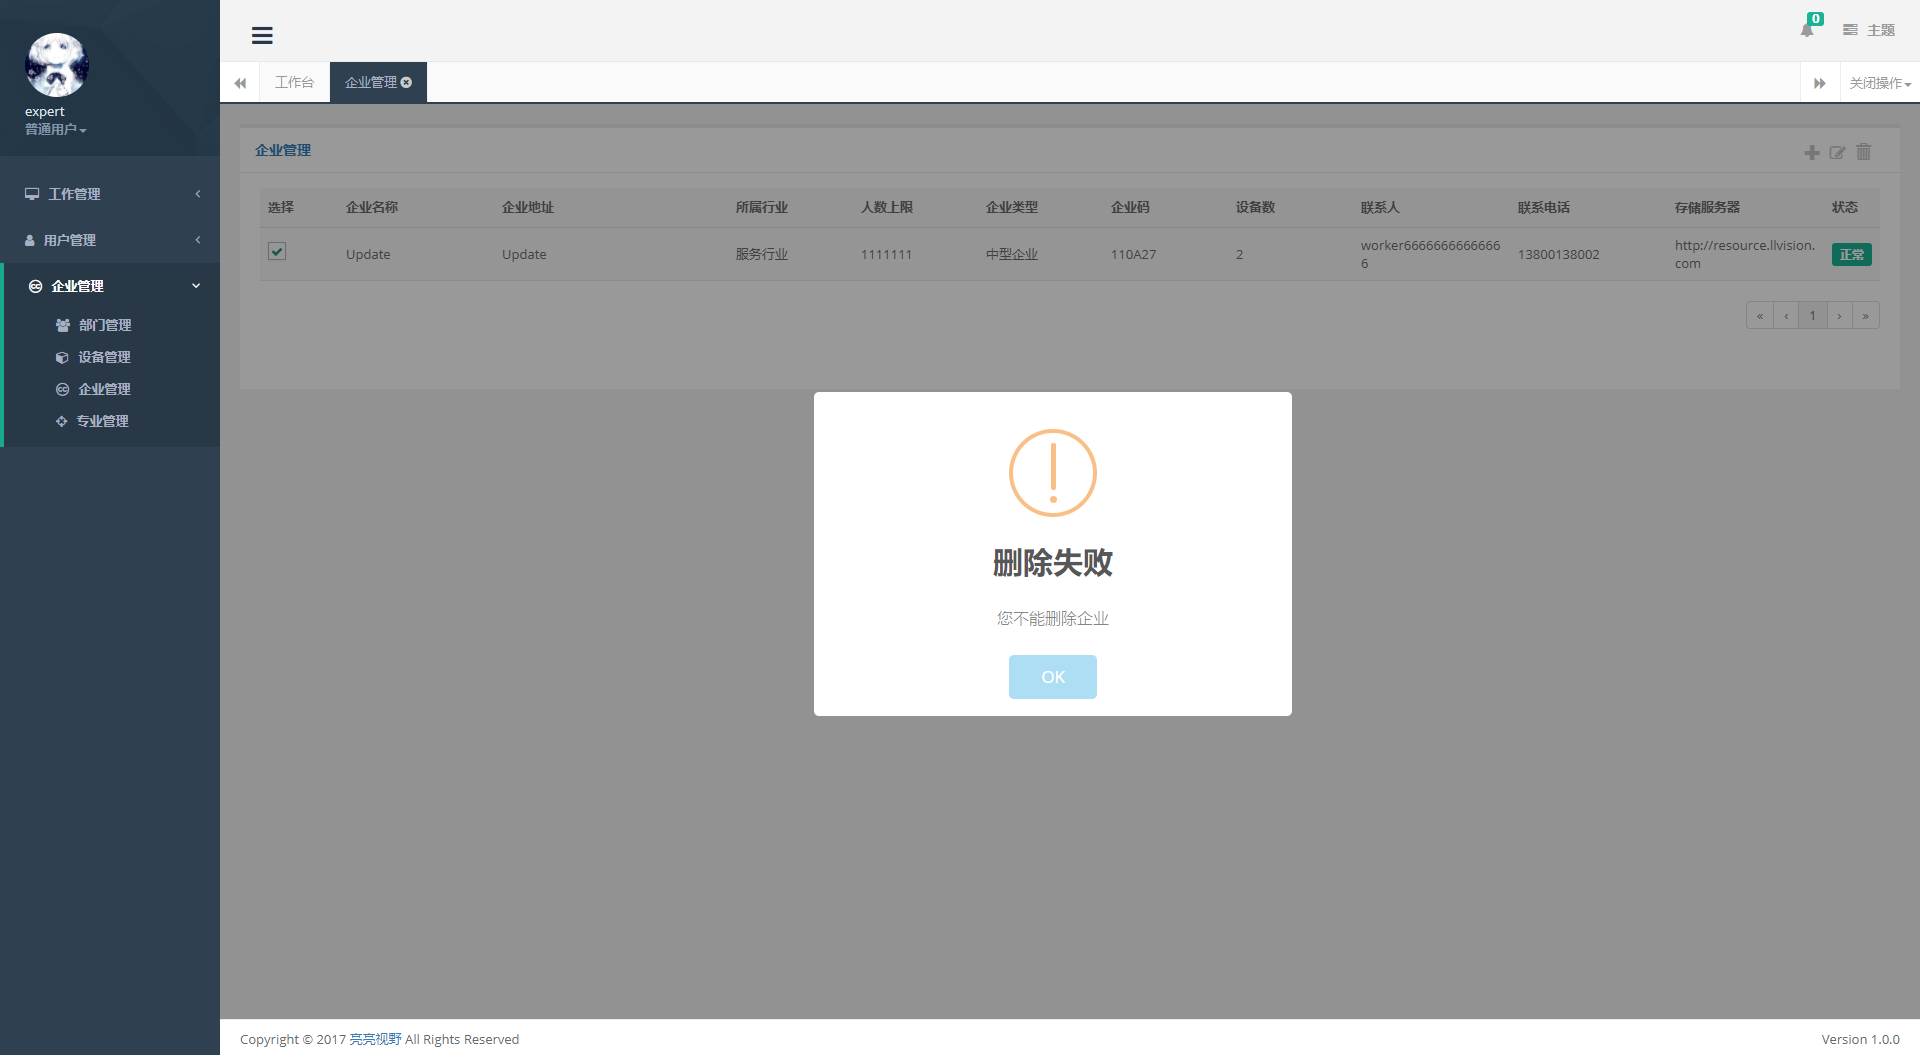 expert
普通用户
工作管理
用户管理
企业管理
部门管理
设备管理
企业管理
专业管理
0
主题
工作台
企业管理
关闭操作
企业管理
选择 企业名称 企业地址 所属行业 人数上限 企业类型 企业码 设备数 联系人 联系电话 存储服务器 状态
Update Update 服务行业 1111111 中型企业 110A27 2 worker6666666666666 13800138002 http://resource.llvision. 正常
6 com
« ‹ 1 › »
删除失败
您不能删除企业
OK
Copyright © 2017 亮亮视野 All Rights Reserved
Version 1.0.0